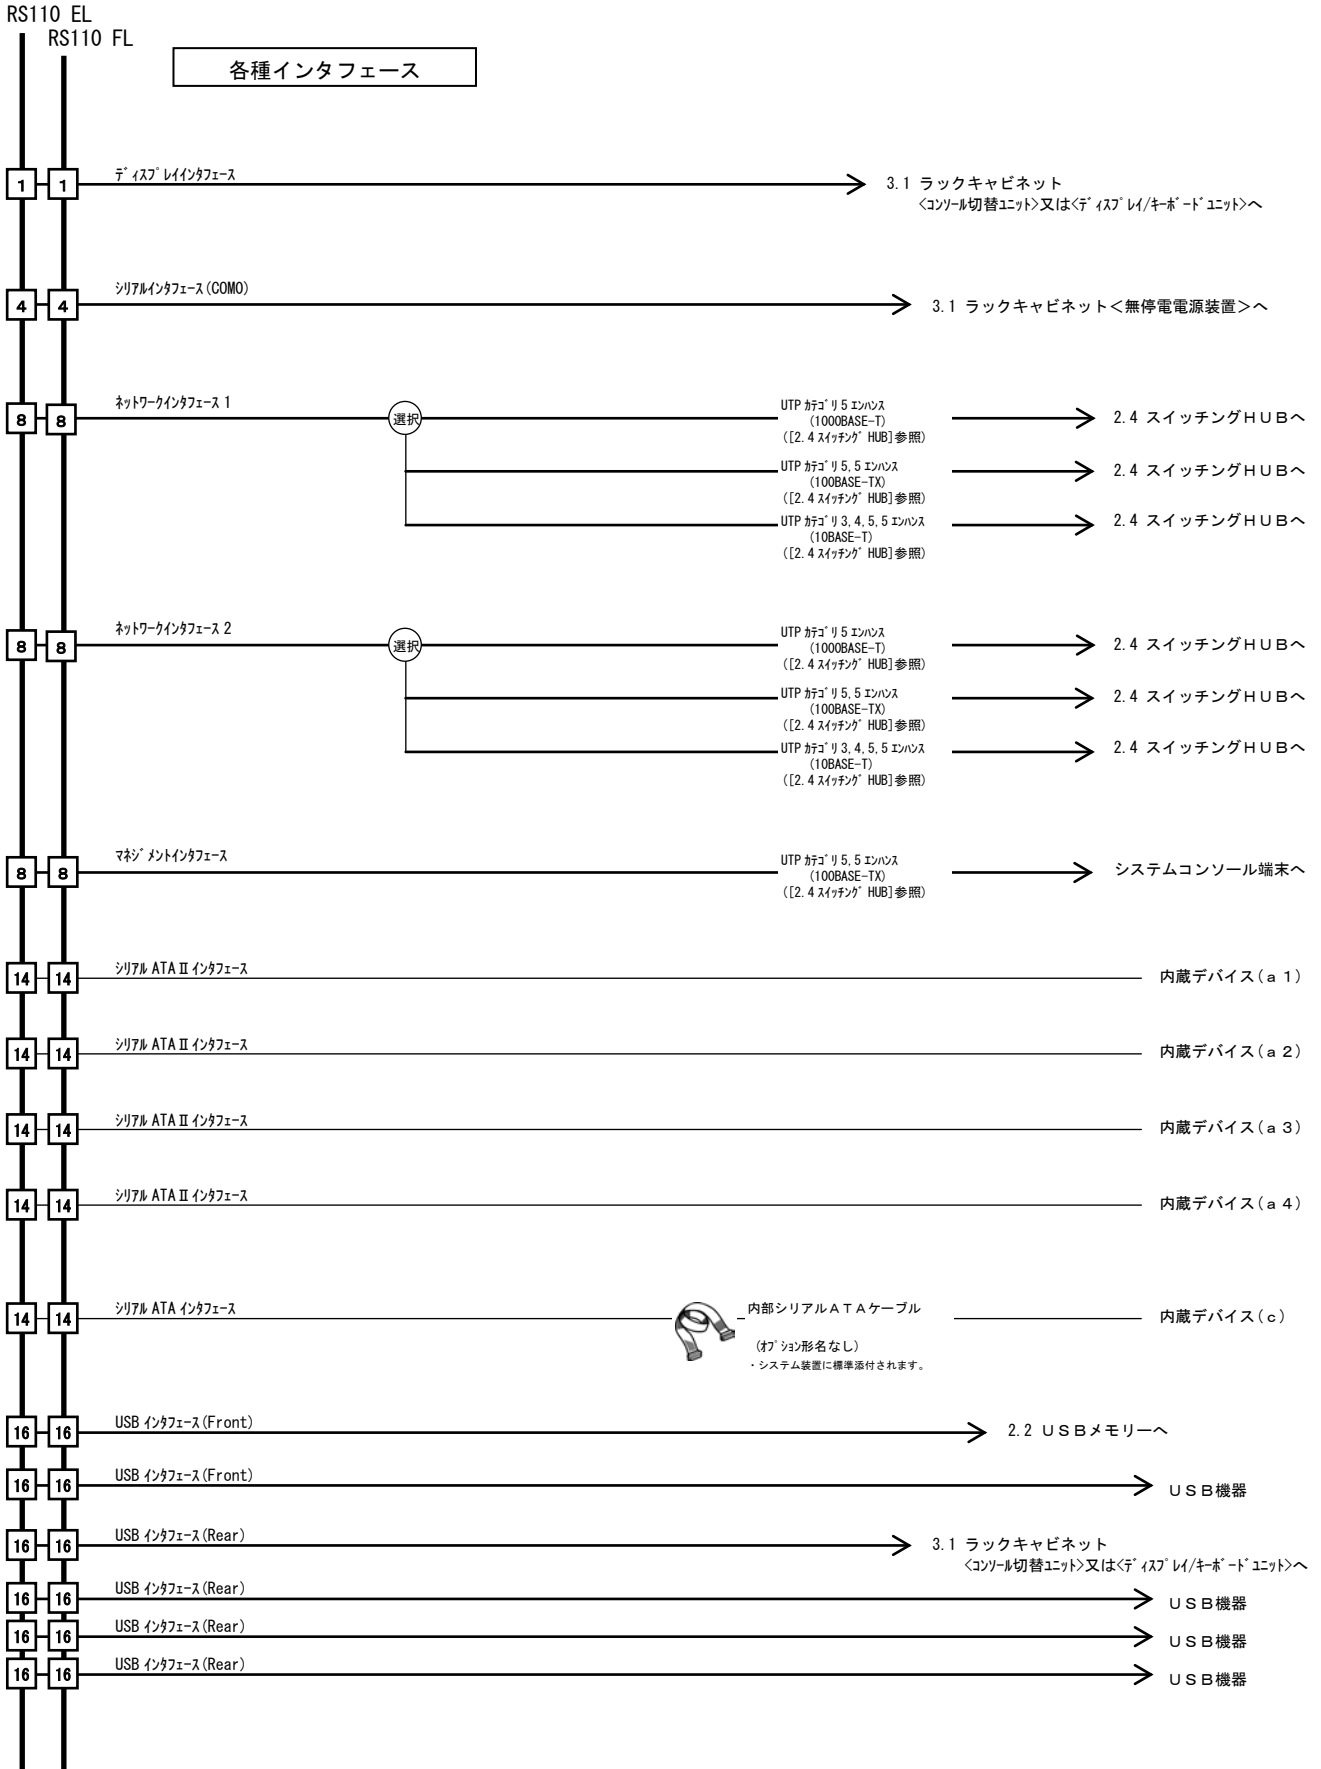 RS110 EL
RS110 FL
各種インタフェース
1 1 ディスプレイインタフェース
3.1 ラックキャビネット
<コンソール切替ユニット>又は<ディスプレイ/キーボードユニット>へ
4 4 シリアルインタフェース(COM0)
3.1 ラックキャビネット＜無停電電源装置＞へ
8 8 ネットワークインタフェース 1
選択
UTP カテゴリ 5 エンハンス
(1000BASE-T)
([2.4 スイッチング HUB]参照)
2.4 スイッチングＨＵＢへ
UTP カテゴリ 5,5 エンハンス
(100BASE-TX)
([2.4 スイッチング HUB]参照)
2.4 スイッチングＨＵＢへ
UTP カテゴリ 3,4,5,5 エンハンス
(10BASE-T)
([2.4 スイッチング HUB]参照)
2.4 スイッチングＨＵＢへ
8 8 ネットワークインタフェース 2
選択
UTP カテゴリ 5 エンハンス
(1000BASE-T)
([2.4 スイッチング HUB]参照)
2.4 スイッチングＨＵＢへ
UTP カテゴリ 5,5 エンハンス
(100BASE-TX)
([2.4 スイッチング HUB]参照)
2.4 スイッチングＨＵＢへ
UTP カテゴリ 3,4,5,5 エンハンス
(10BASE-T)
([2.4 スイッチング HUB]参照)
2.4 スイッチングＨＵＢへ
8 8 マネジメントインタフェース
UTP カテゴリ 5,5 エンハンス
(100BASE-TX)
([2.4 スイッチング HUB]参照)
システムコンソール端末へ
14 14 シリアル ATAⅡインタフェース
内蔵デバイス(ａ１)
14 14 シリアル ATAⅡインタフェース
内蔵デバイス(ａ２)
14 14 シリアル ATAⅡインタフェース
内蔵デバイス(ａ３)
14 14 シリアル ATAⅡインタフェース
内蔵デバイス(ａ４)
14 14 シリアル ATA インタフェース
内部シリアルＡＴＡケーブル
(オプション形名なし)
・システム装置に標準添付されます。
内蔵デバイス(ｃ)
16 16 USB インタフェース(Front)
2.2 ＵＳＢメモリーへ
16 16 USB インタフェース(Front)
ＵＳＢ機器
16 16 USB インタフェース(Rear)
3.1 ラックキャビネット
<コンソール切替ユニット>又は<ディスプレイ/キーボードユニット>へ
16 16 USB インタフェース(Rear)
ＵＳＢ機器
16 16 USB インタフェース(Rear)
ＵＳＢ機器
16 16 USB インタフェース(Rear)
ＵＳＢ機器